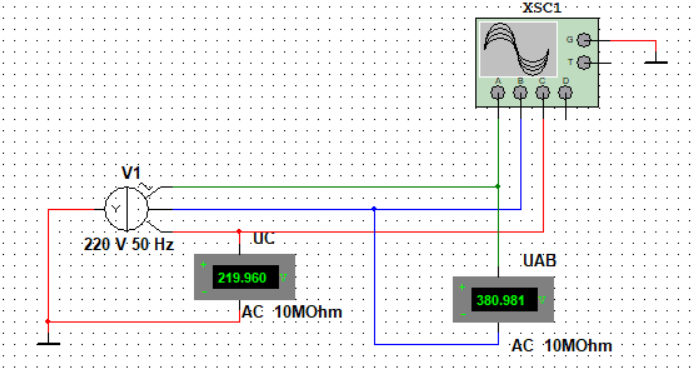 XSC1
G
T
A B C D
V1
Y
220 V 50 Hz
UC
+
219.960 V
-
AC 10MOhm
UAB
+
380.981 V
-
AC 10MOhm